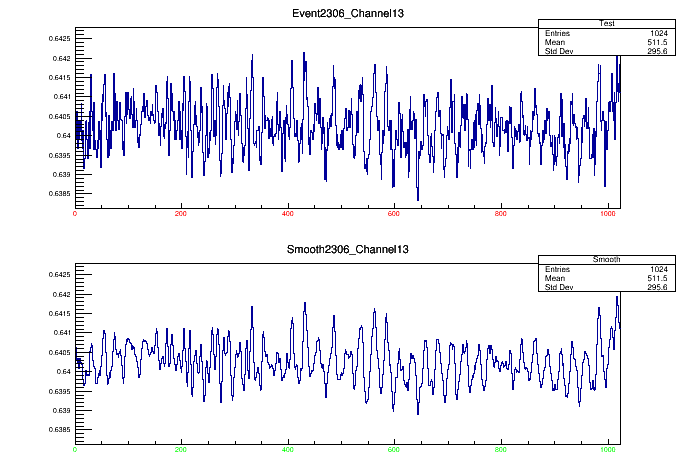 Event2306_Channel13
Test
Entries 1024
Mean 511.5
Std Dev 295.6
0.6425
0.642
0.6415
0.641
0.6405
0.64
0.6395
0.639
0.6385
0 200 400 600 800 1000
Smooth2306_Channel13
Smooth
Entries 1024
Mean 511.5
Std Dev 295.6
0.6425
0.642
0.6415
0.641
0.6405
0.64
0.6395
0.639
0.6385
0 200 400 600 800 1000